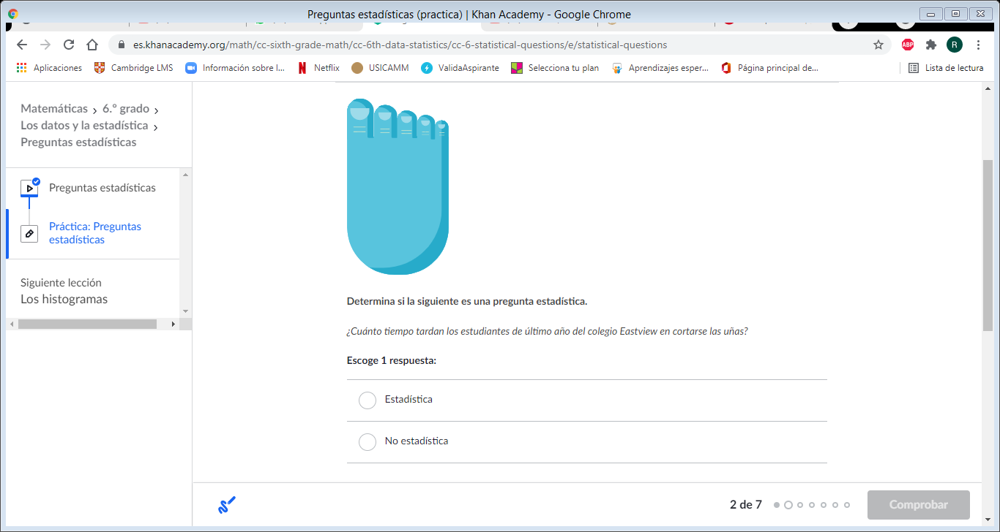 Preguntas estadísticas (practica) | Khan Academy - Google Chrome
es.khanacademy.org/math/cc-sixth-grade-math/cc-6th-data-statistics/cc-6-statistical-questions/e/statistical-questions
ABP
R
Aplicaciones
Cambridge LMS
Información sobre l...
Netflix
USICAMM
ValidaAspirante
Selecciona tu plan
Aprendizajes esper...
Página principal de...
Lista de lectura
Matemáticas › 6.º grado ›
Los datos y la estadística ›
Preguntas estadísticas
Preguntas estadísticas
Práctica: Preguntas
estadísticas
Siguiente lección
Los histogramas
Determina si la siguiente es una pregunta estadística.
¿Cuánto tiempo tardan los estudiantes de último año del colegio Eastview en cortarse las uñas?
Escoge 1 respuesta:
Estadística
No estadística
2 de 7
Comprobar